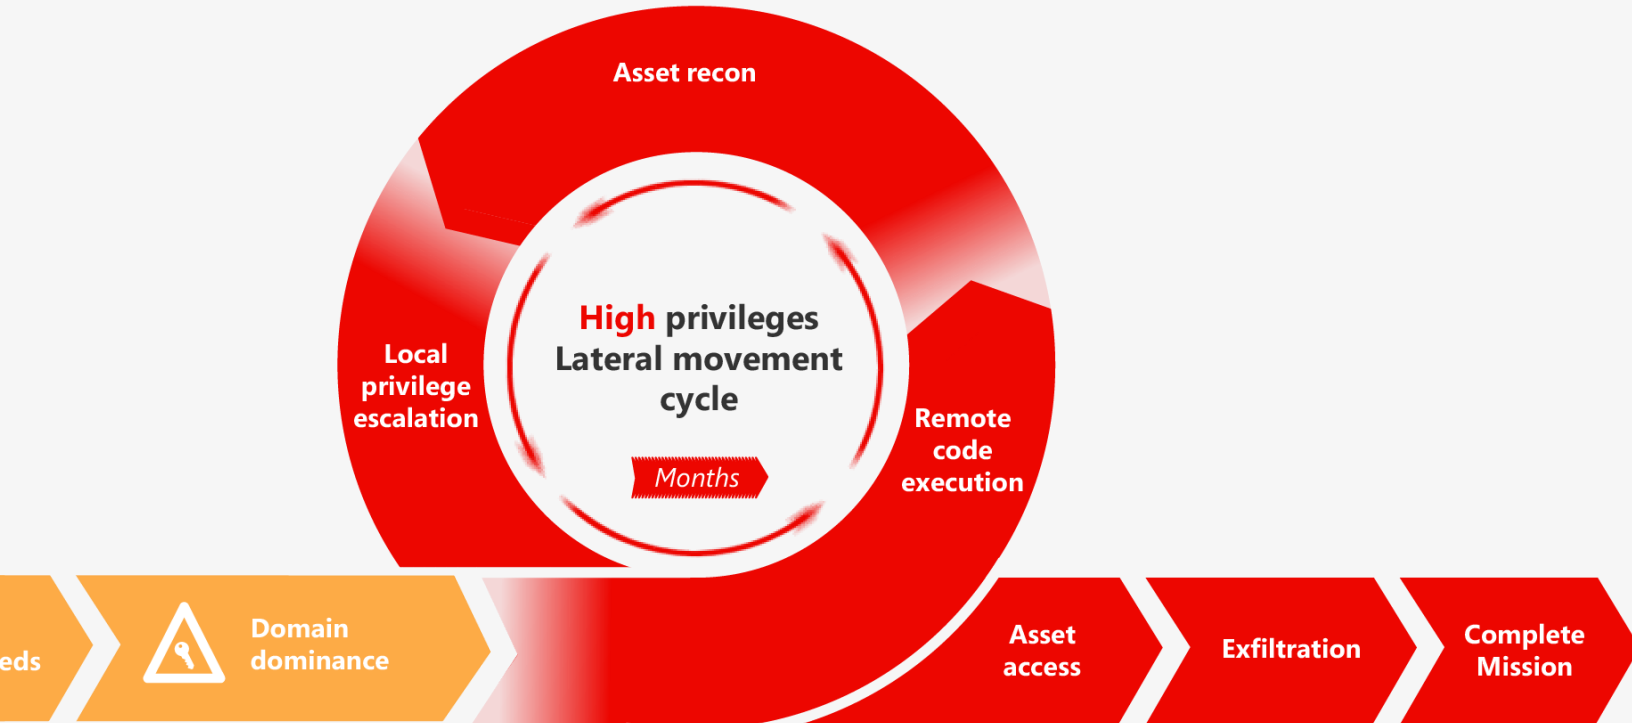 Asset recon
High privileges
Lateral movement
cycle
Months
Local
privilege
escalation
Remote
code
execution
eds
Domain
dominance
Asset
access
Exfiltration
Complete
Mission